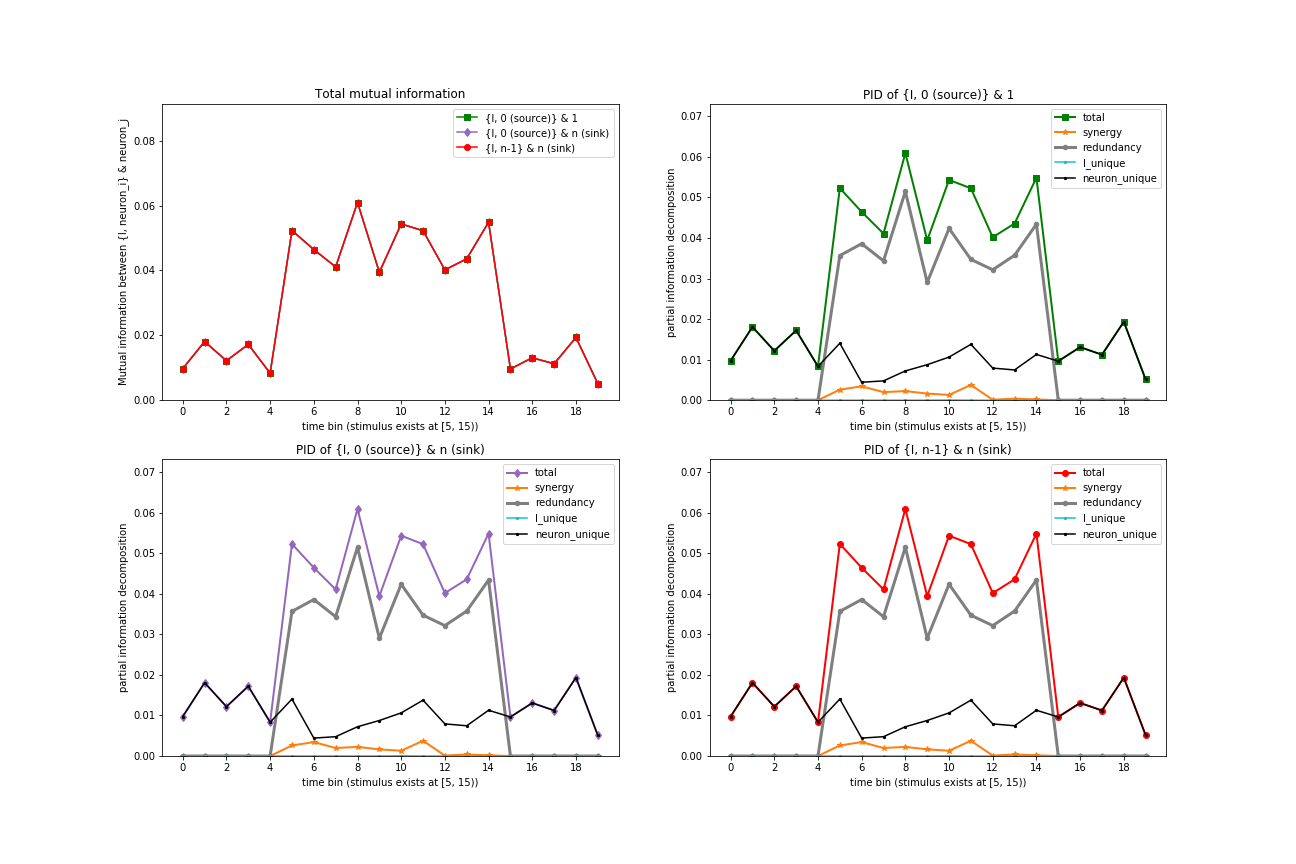 Total mutual information
Mutual information between {I, neuron_i} & neuron_j
0.08
0.06
0.04
0.02
0.00
{I, 0 (source)} & 1
{I, 0 (source)} & n (sink)
{I, n-1} & n (sink)
0 2 4 6 8 10 12 14 16 18
time bin (stimulus exists at [5, 15))
PID of {I, 0 (source)} & 1
partial information decomposition
0.07
0.06
0.05
0.04
0.03
0.02
0.01
0.00
total
synergy
redundancy
I_unique
neuron_unique
0 2 4 6 8 10 12 14 16 18
time bin (stimulus exists at [5, 15))
PID of {I, 0 (source)} & n (sink)
partial information decomposition
0.07
0.06
0.05
0.04
0.03
0.02
0.01
0.00
total
synergy
redundancy
I_unique
neuron_unique
0 2 4 6 8 10 12 14 16 18
time bin (stimulus exists at [5, 15))
PID of {I, n-1} & n (sink)
partial information decomposition
0.07
0.06
0.05
0.04
0.03
0.02
0.01
0.00
total
synergy
redundancy
I_unique
neuron_unique
0 2 4 6 8 10 12 14 16 18
time bin (stimulus exists at [5, 15))